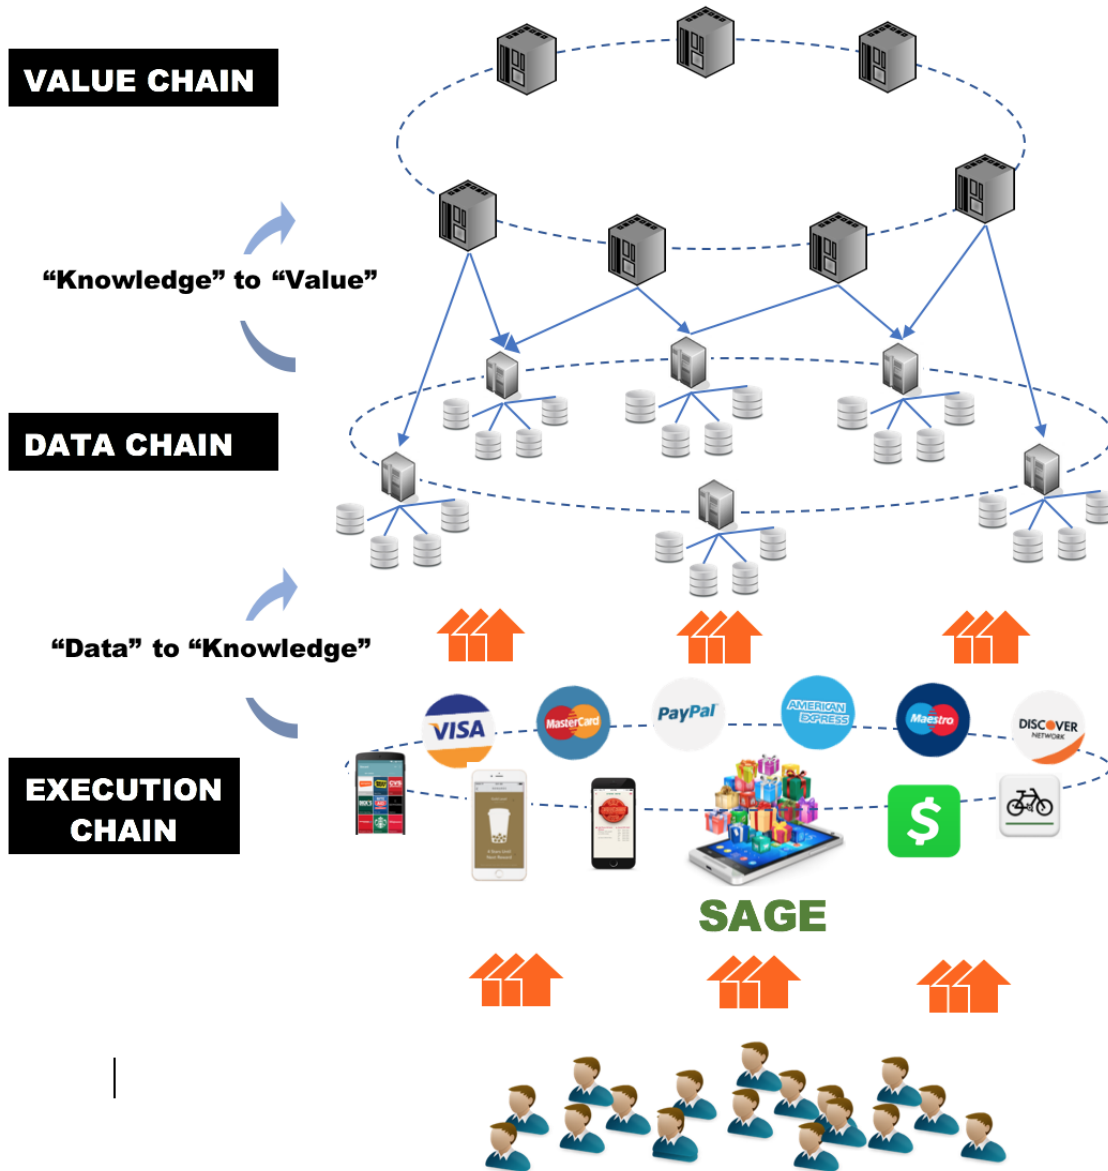 VALUE CHAIN
“Knowledge” to “Value”
DATA CHAIN
“Data” to “Knowledge”
VISA
MasterCard
PayPal
AMERICAN
EXPRESS
Maestro
DISCOVER
NETWORK
EXECUTION
CHAIN
CVS
$
SAGE